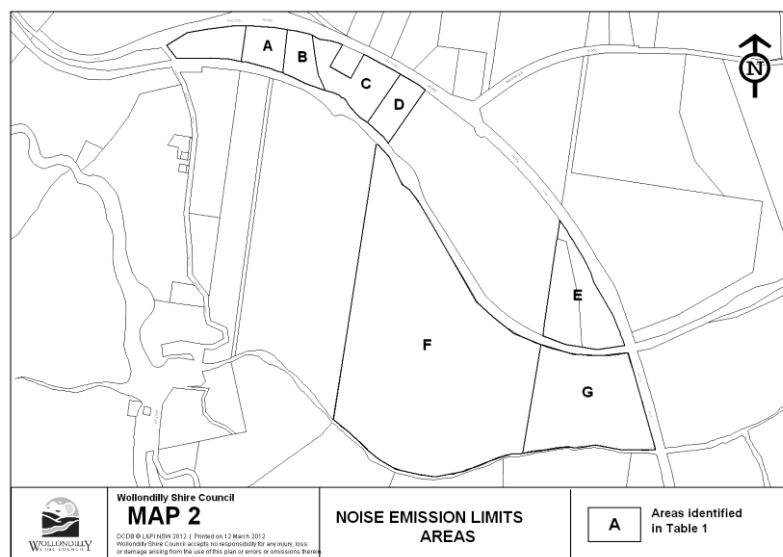 A
B
C
D
N
E
F
G
WOLLONDILLY
SHIRE COUNCIL
Wollondilly Shire Council
MAP 2
DCDB @ L&PI NSW 2012 | Printed on 12 March 2012
Wollondilly Shire Council accepts no responsibility for any injury, loss
or damage arising from the use of this plan or errors or omissions therein.
NOISE EMISSION LIMITS
AREAS
A
Areas identified
in Table 1